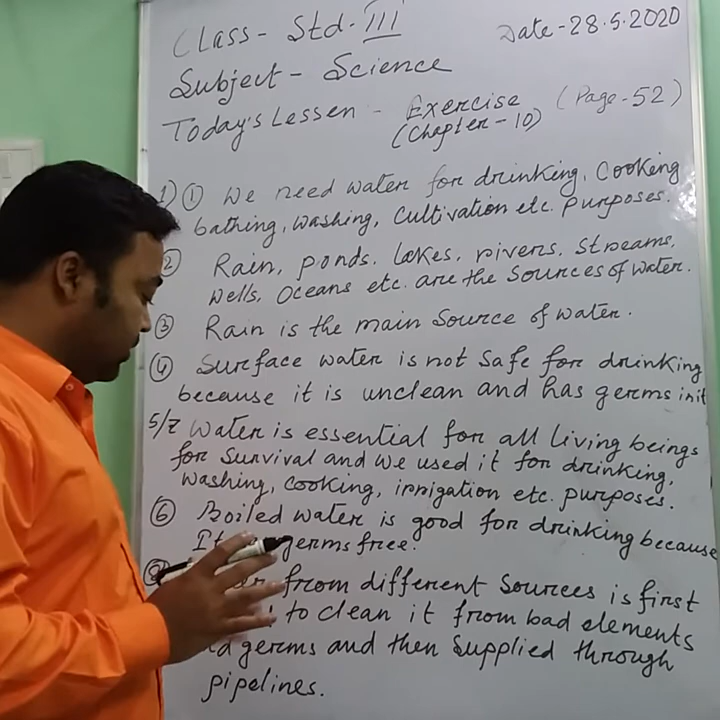 Class - Std - III
Date - 28.5.2020
Subject - Science
Today's Lessen - Exercise (Page - 52)
(Chapter - 10)
1) ① We need water for drinking, Cooking
bathing, washing, Cultivation etc. purposes.
② Rain, ponds, lakes, rivers, Streams,
Wells, Oceans etc. are the Sources of Water.
③ Rain is the main Source of water.
④ Surface water is not Safe for drinking
because it is unclean and has germs init
5/7 Water is essential for all living beings
for Survival and we used it for drinking,
washing, Cooking, irrigation etc. purposes.
⑥ Boiled water is good for drinking because
It germs free.
⑧ from different Sources is first
to clean it from bad elements
germs and then Supplied through
pipelines.